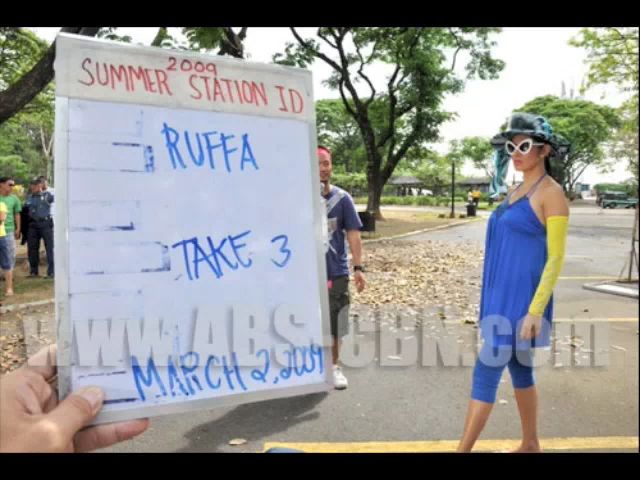 2009
SUMMER STATION ID
RUFFA
TAKE 3
MARCH 2, 2009
www.ABS-CBN.com